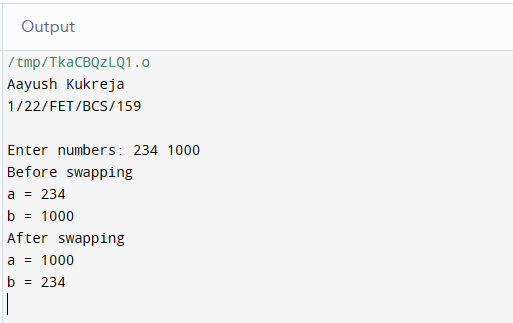 Output
/tmp/TkaCBQzLQ1.o
Aayush Kukreja
1/22/FET/BCS/159
Enter numbers: 234 1000
Before swapping
a = 234
b = 1000
After swapping
a = 1000
b = 234